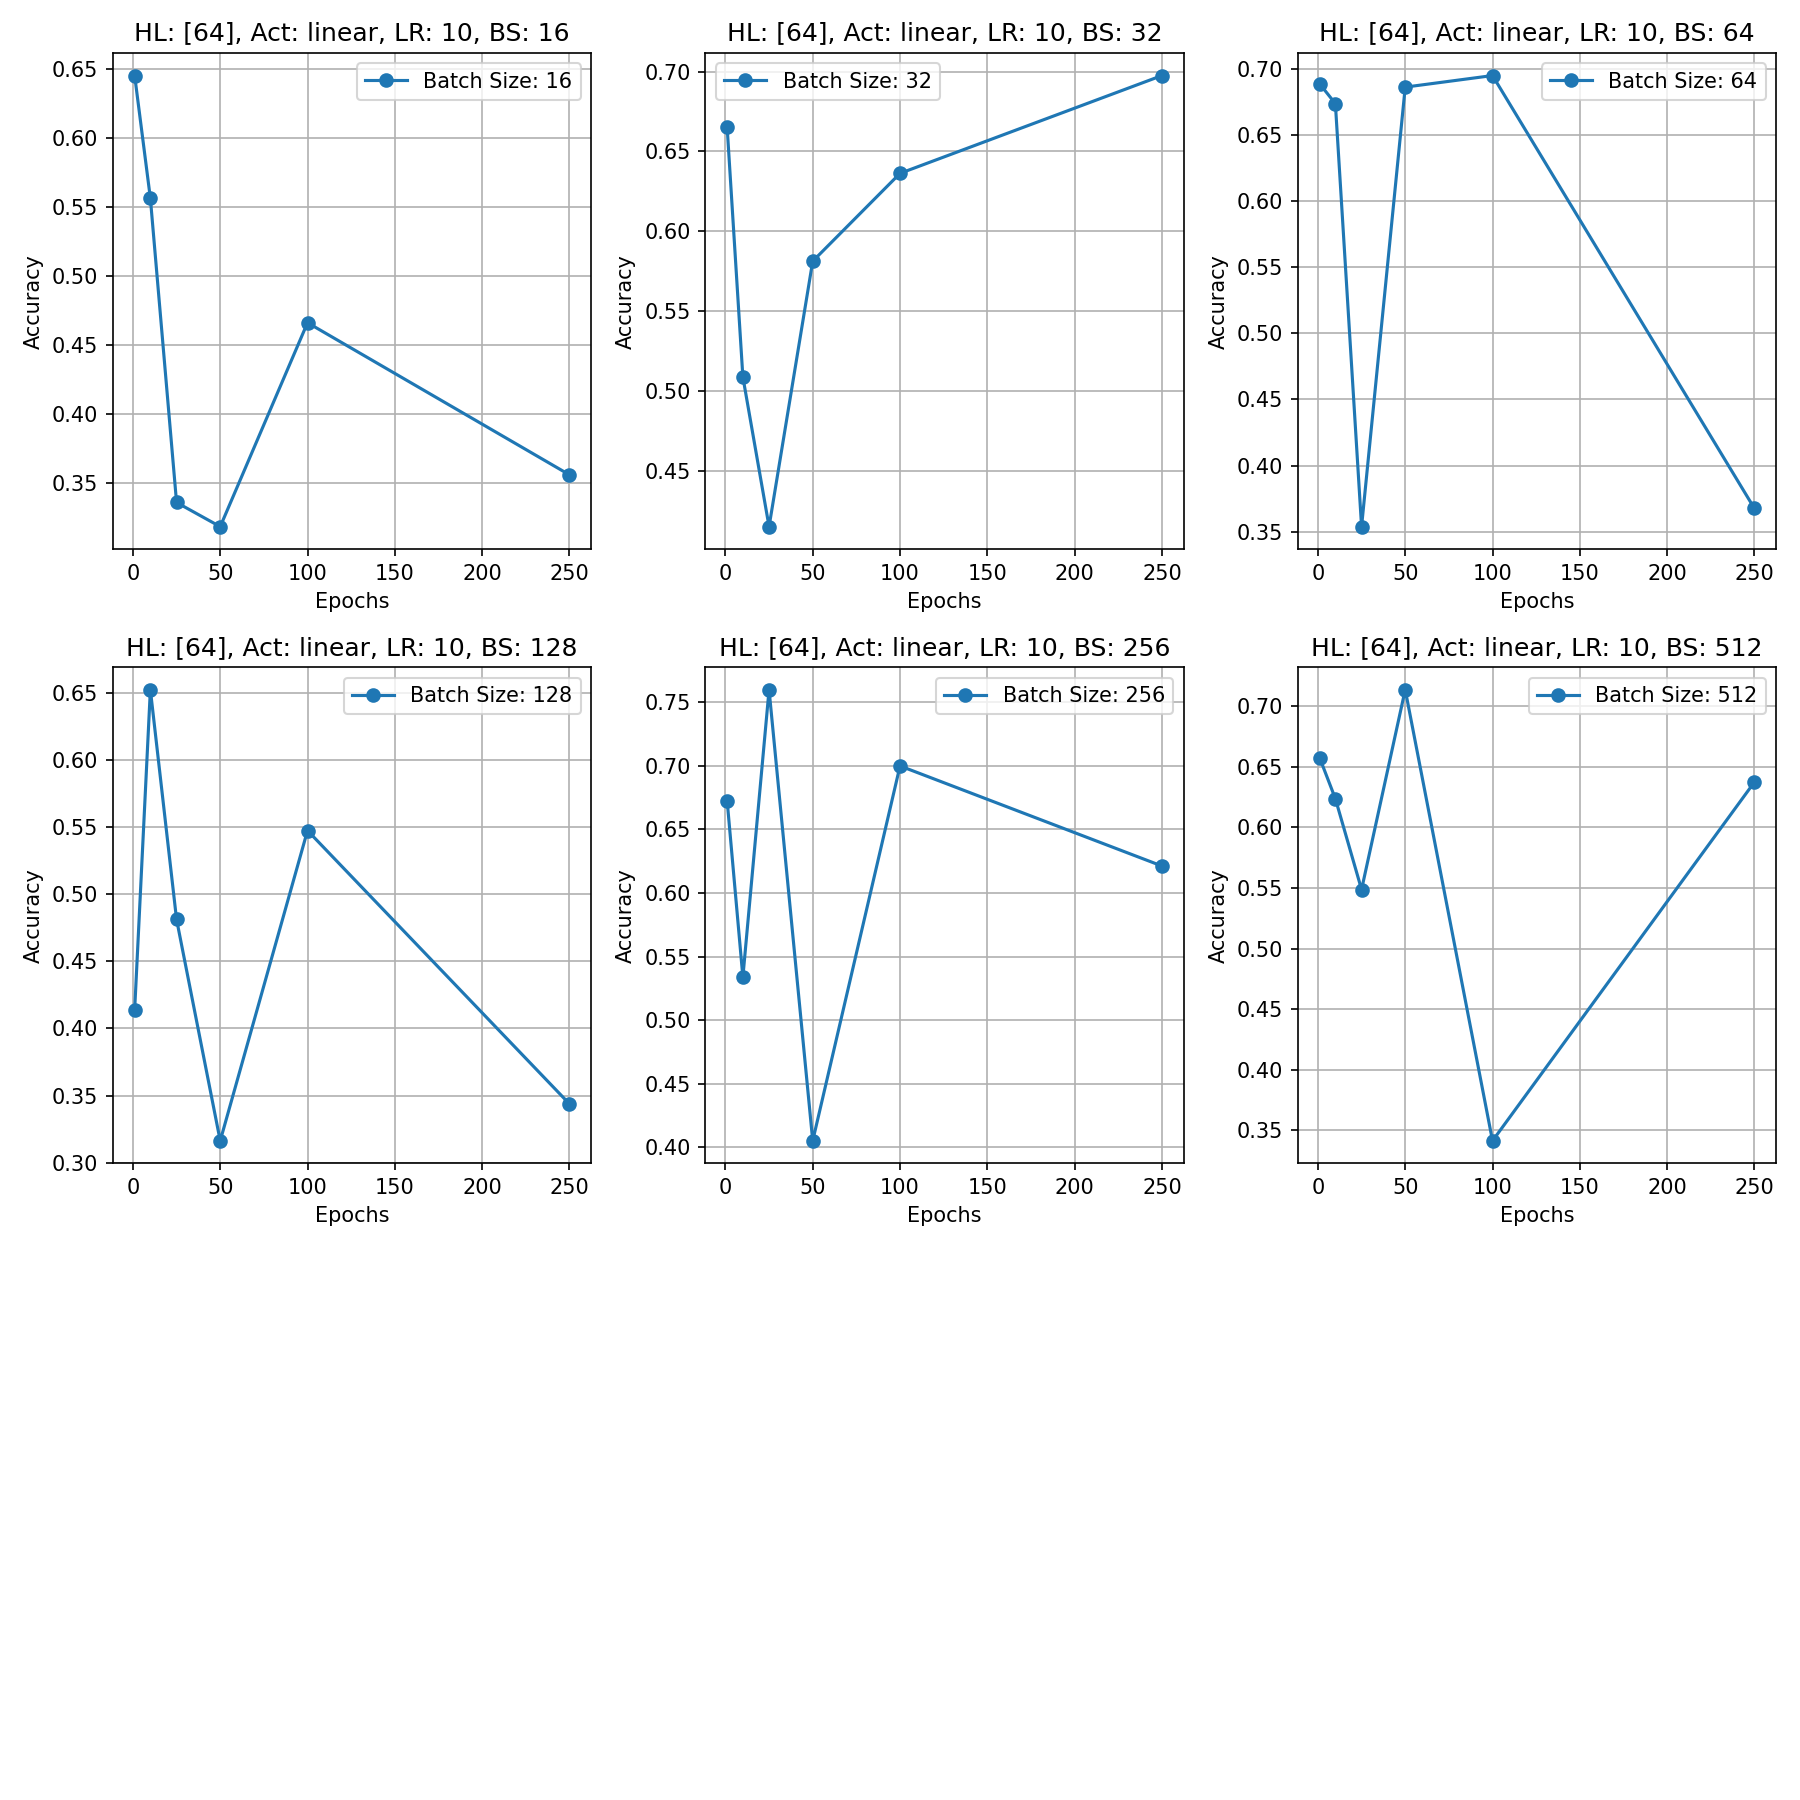 HL: [64], Act: linear, LR: 10, BS: 16
Batch Size: 16
0.65
0.60
0.55
0.50
0.45
0.40
0.35
Accuracy
0 50 100 150 200 250
Epochs
HL: [64], Act: linear, LR: 10, BS: 32
Batch Size: 32
0.70
0.65
0.60
0.55
0.50
0.45
Accuracy
0 50 100 150 200 250
Epochs
HL: [64], Act: linear, LR: 10, BS: 64
Batch Size: 64
0.70
0.65
0.60
0.55
0.50
0.45
0.40
0.35
Accuracy
0 50 100 150 200 250
Epochs
HL: [64], Act: linear, LR: 10, BS: 128
Batch Size: 128
0.65
0.60
0.55
0.50
0.45
0.40
0.35
0.30
Accuracy
0 50 100 150 200 250
Epochs
HL: [64], Act: linear, LR: 10, BS: 256
Batch Size: 256
0.75
0.70
0.65
0.60
0.55
0.50
0.45
0.40
Accuracy
0 50 100 150 200 250
Epochs
HL: [64], Act: linear, LR: 10, BS: 512
Batch Size: 512
0.70
0.65
0.60
0.55
0.50
0.45
0.40
0.35
Accuracy
0 50 100 150 200 250
Epochs